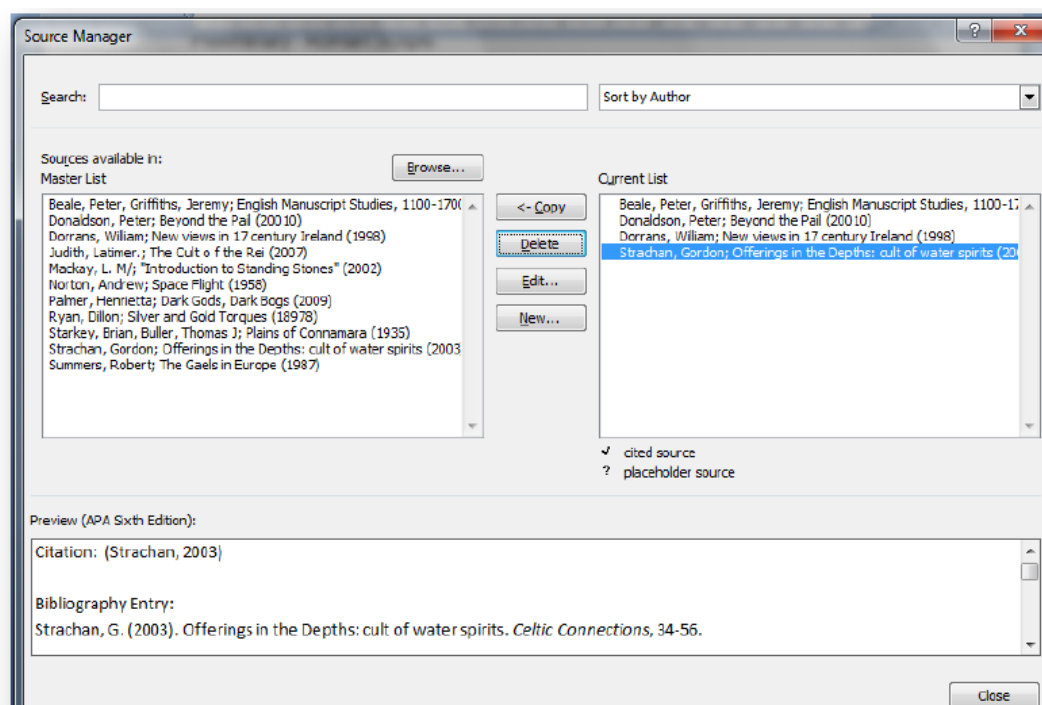 Source Manager
Search:
Sort by Author
Sources available in:
Master List
Browse...
Current List
Beale, Peter, Griffiths, Jeremy; English Manuscript Studies, 1100-1700
Donaldson, Peter; Beyond the Pail (20010)
Dorrans, Wiliam; New views in 17 century Ireland (1998)
Judith, Latimer.; The Cult o f the Rei (2007)
Mackay, L. M/; "Introduction to Standing Stones" (2002)
Norton, Andrew; Space Flight (1958)
Palmer, Henrietta; Dark Gods, Dark Bogs (2009)
Ryan, Dillon; Silver and Gold Torques (18978)
Starkey, Brian, Buller, Thomas J; Plains of Connamara (1935)
Strachan, Gordon; Offerings in the Depths: cult of water spirits (2003
Summers, Robert; The Gaels in Europe (1987)
<- Copy
Delete
Edit...
New...
Beale, Peter, Griffiths, Jeremy; English Manuscript Studies, 1100-17
Donaldson, Peter; Beyond the Pail (20010)
Dorrans, Wiliam; New views in 17 century Ireland (1998)
Strachan, Gordon; Offerings in the Depths: cult of water spirits (200
✓ cited source
? placeholder source
Preview (APA Sixth Edition):
Citation: (Strachan, 2003)
Bibliography Entry:
Strachan, G. (2003). Offerings in the Depths: cult of water spirits. Celtic Connections, 34-56.
Close